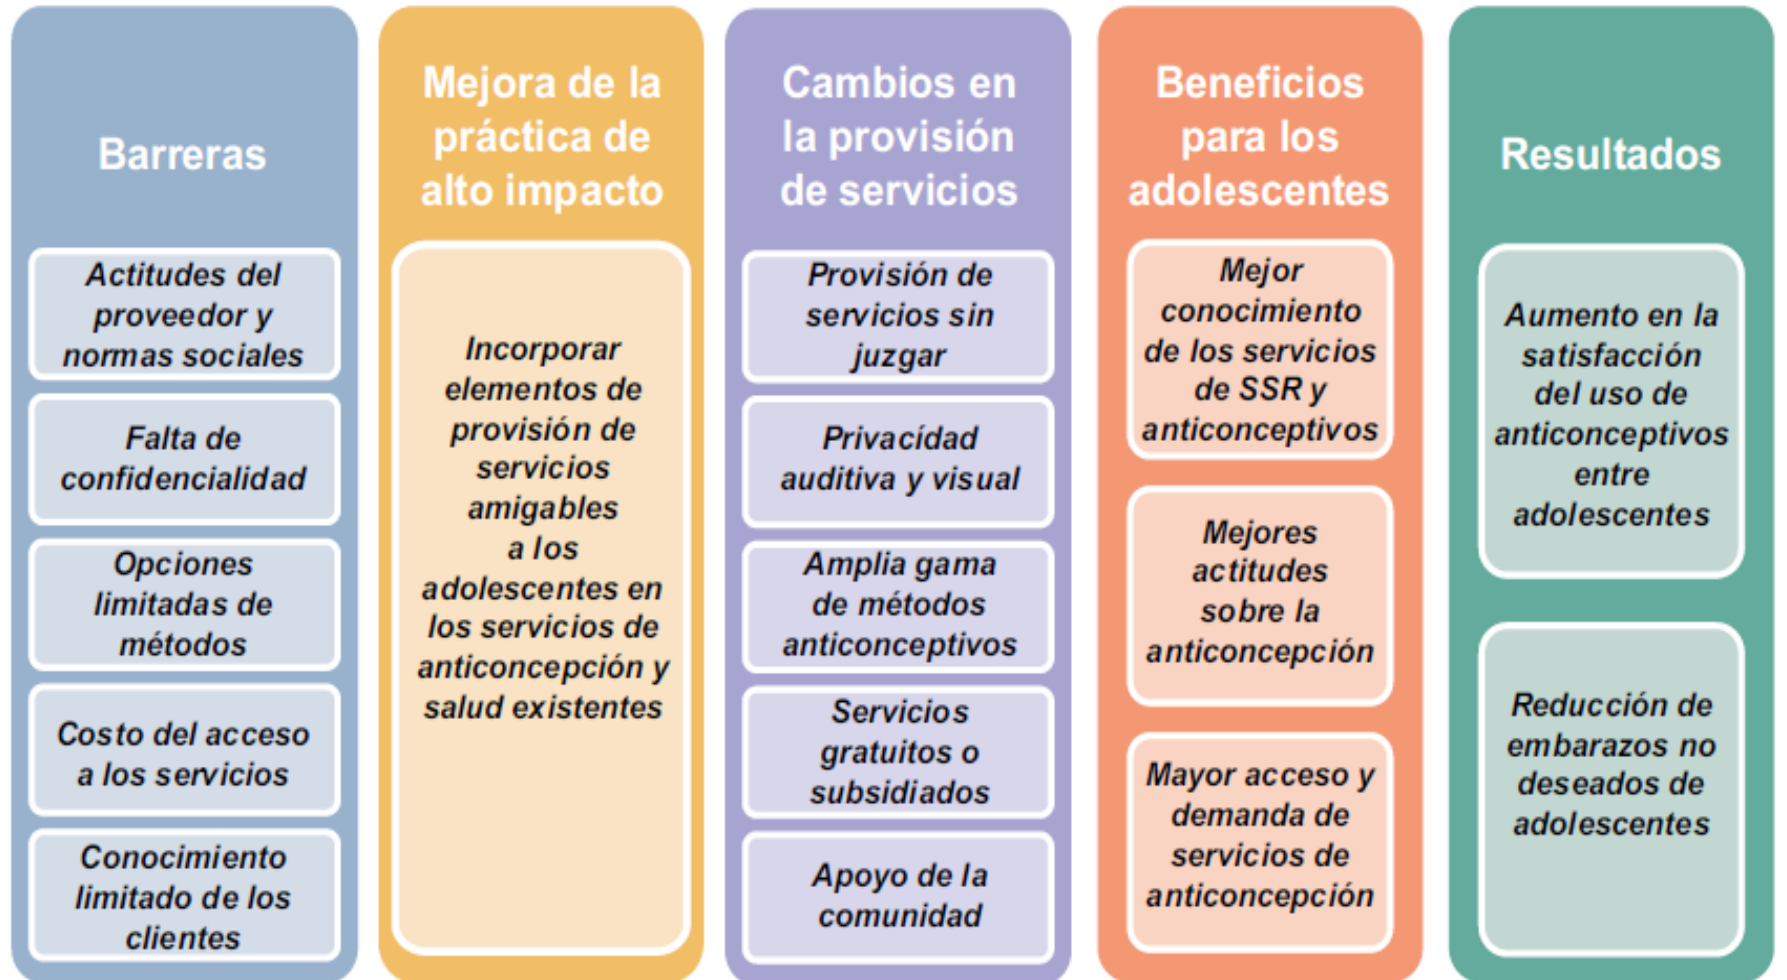 Barreras
Actitudes del
proveedor y
normas sociales
Falta de
confidencialidad
Opciones
limitadas de
métodos
Costo del acceso
a los servicios
Conocimiento
limitado de los
clientes
Mejora de la
práctica de
alto impacto
Incorporar
elementos de
provisión de
servicios
amigables
a los
adolescentes en
los servicios de
anticoncepción y
salud existentes
Cambios en
la provisión
de servicios
Provisión de
servicios sin
juzgar
Privacídad
auditiva y visual
Amplia gama
de métodos
anticonceptivos
Servicios
gratuitos o
subsidiados
Apoyo de la
comunidad
Beneficios
para los
adolescentes
Mejor
conocimiento
de los servicios
de SSR y
anticonceptivos
Mejores
actitudes
sobre la
anticoncepción
Mayor acceso y
demanda de
servicios de
anticoncepción
Resultados
Aumento en la
satisfacción
del uso de
anticonceptivos
entre
adolescentes
Reducción de
embarazos no
deseados de
adolescentes